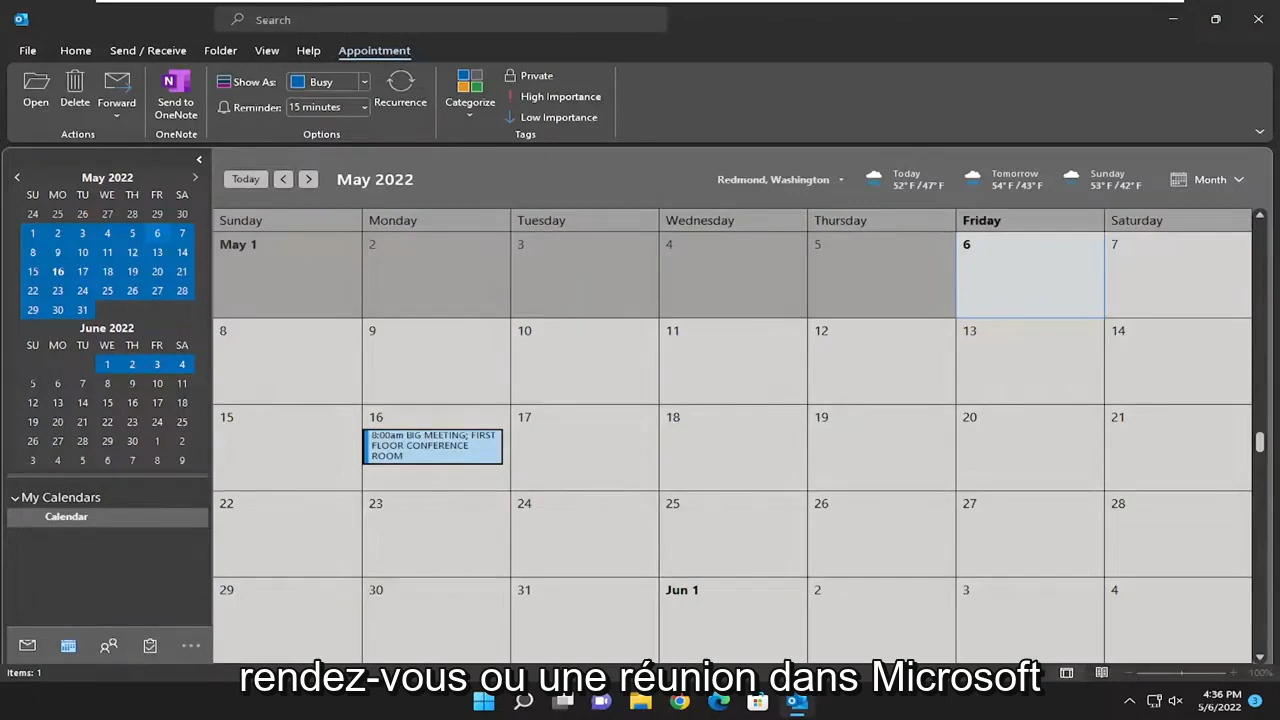 Search
File Home Send / Receive Folder View Help Appointment
Open Delete Forward
Actions
Send to OneNote
OneNote
Show As: Busy
Reminder: 15 minutes
Recurrence
Options
Categorize
Private
High Importance
Low Importance
Tags
May 2022
SU MO TU WE TH FR SA
24 25 26 27 28 29 30
1 2 3 4 5 6 7
8 9 10 11 12 13 14
15 16 17 18 19 20 21
22 23 24 25 26 27 28
29 30 31
June 2022
SU MO TU WE TH FR SA
1 2 3 4
5 6 7 8 9 10 11
12 13 14 15 16 17 18
19 20 21 22 23 24 25
26 27 28 29 30 1 2
3 4 5 6 7 8 9
My Calendars
Calendar
Items: 1
Today May 2022
Redmond, Washington
Today
52° F / 47° F
Tomorrow
54° F / 43° F
Sunday
53° F / 42° F
Month
Sunday Monday Tuesday Wednesday Thursday Friday Saturday
May 1 2 3 4 5 6 7
8 9 10 11 12 13 14
15 16 17 18 19 20 21
8:00am BIG MEETING; FIRST
FLOOR CONFERENCE
ROOM
22 23 24 25 26 27 28
29 30 31 Jun 1 2 3 4
100%
rendez-vous ou une réunion dans Microsoft
4:36 PM
5/6/2022
3